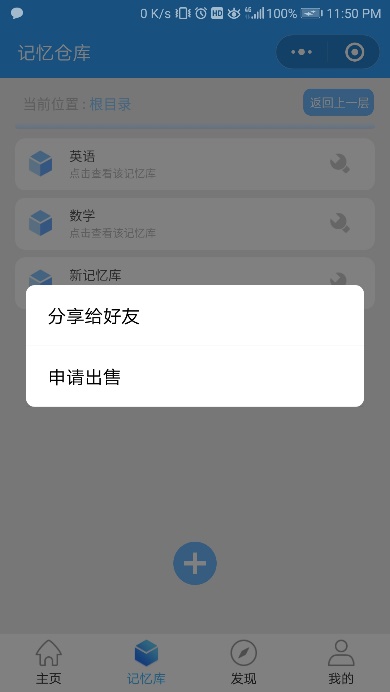 0 K/s HD 4G 100% 11:50 PM
记忆仓库
当前位置 : 根目录
返回上一层
英语
点击查看该记忆库
数学
点击查看该记忆库
新记忆库
分享给好友
申请出售
主页
记忆库
发现
我的